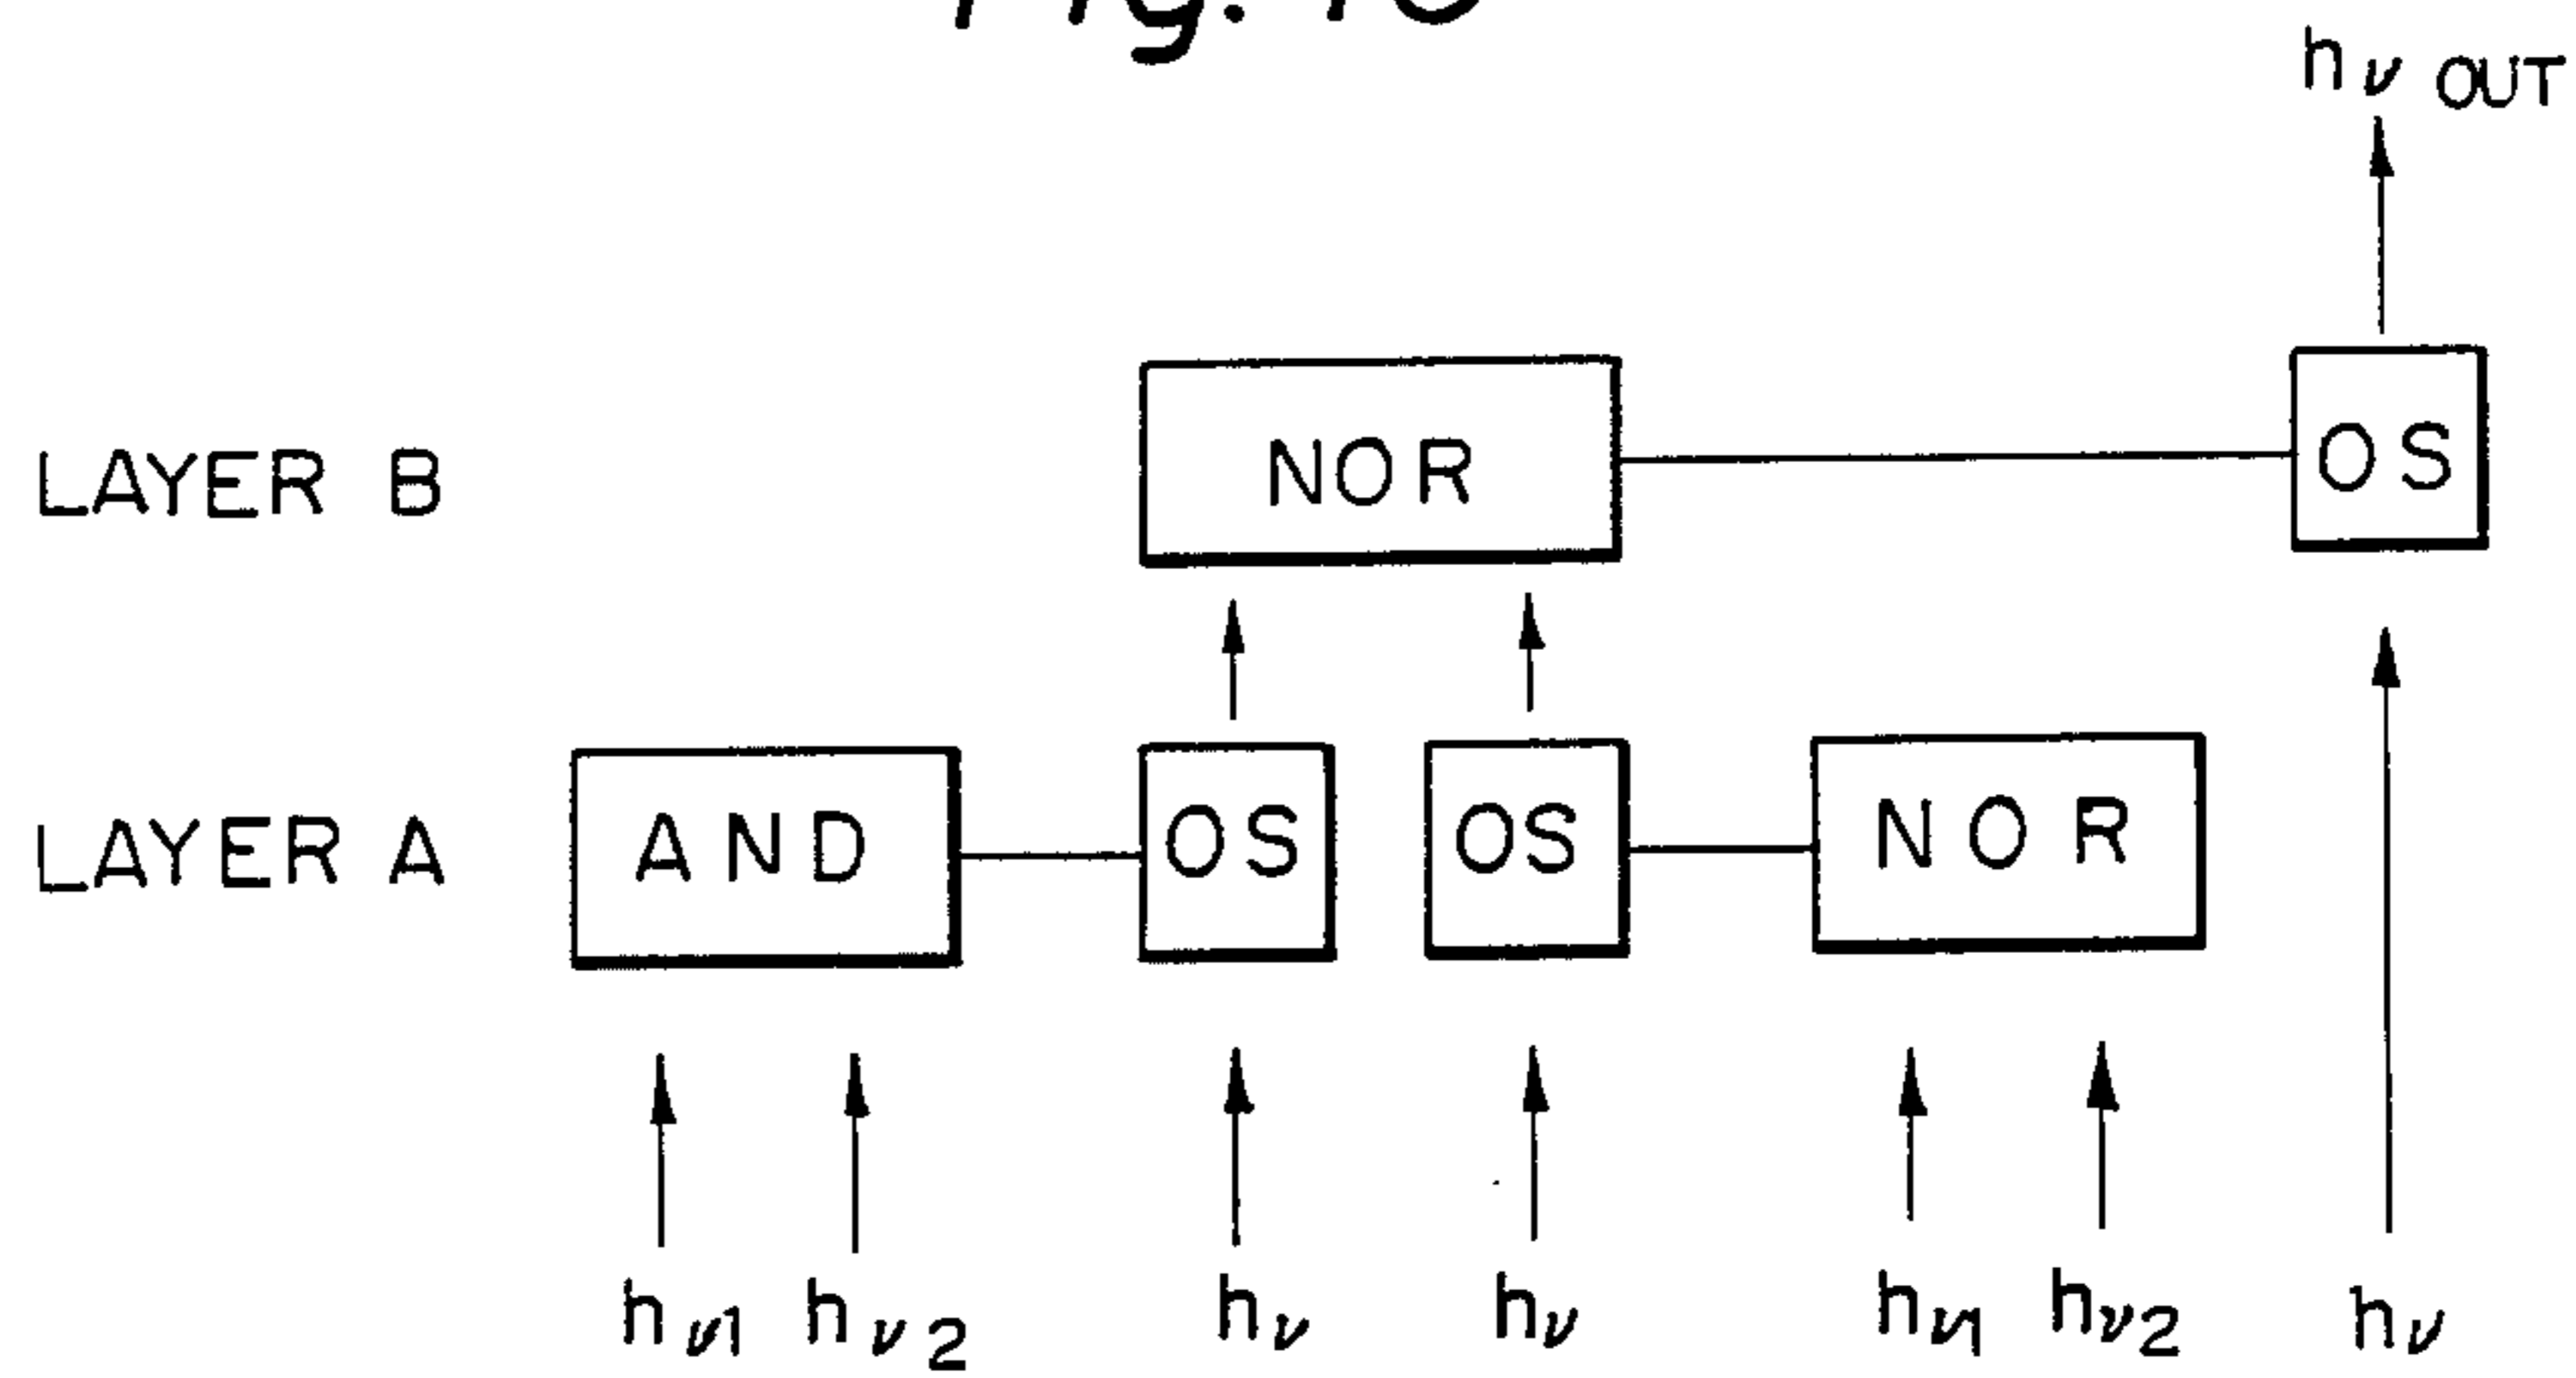 hν OUT
LAYER B NOR OS
LAYER A AND OS OS NOR
hν1 hν2 hν hν hν1 hν2 hν